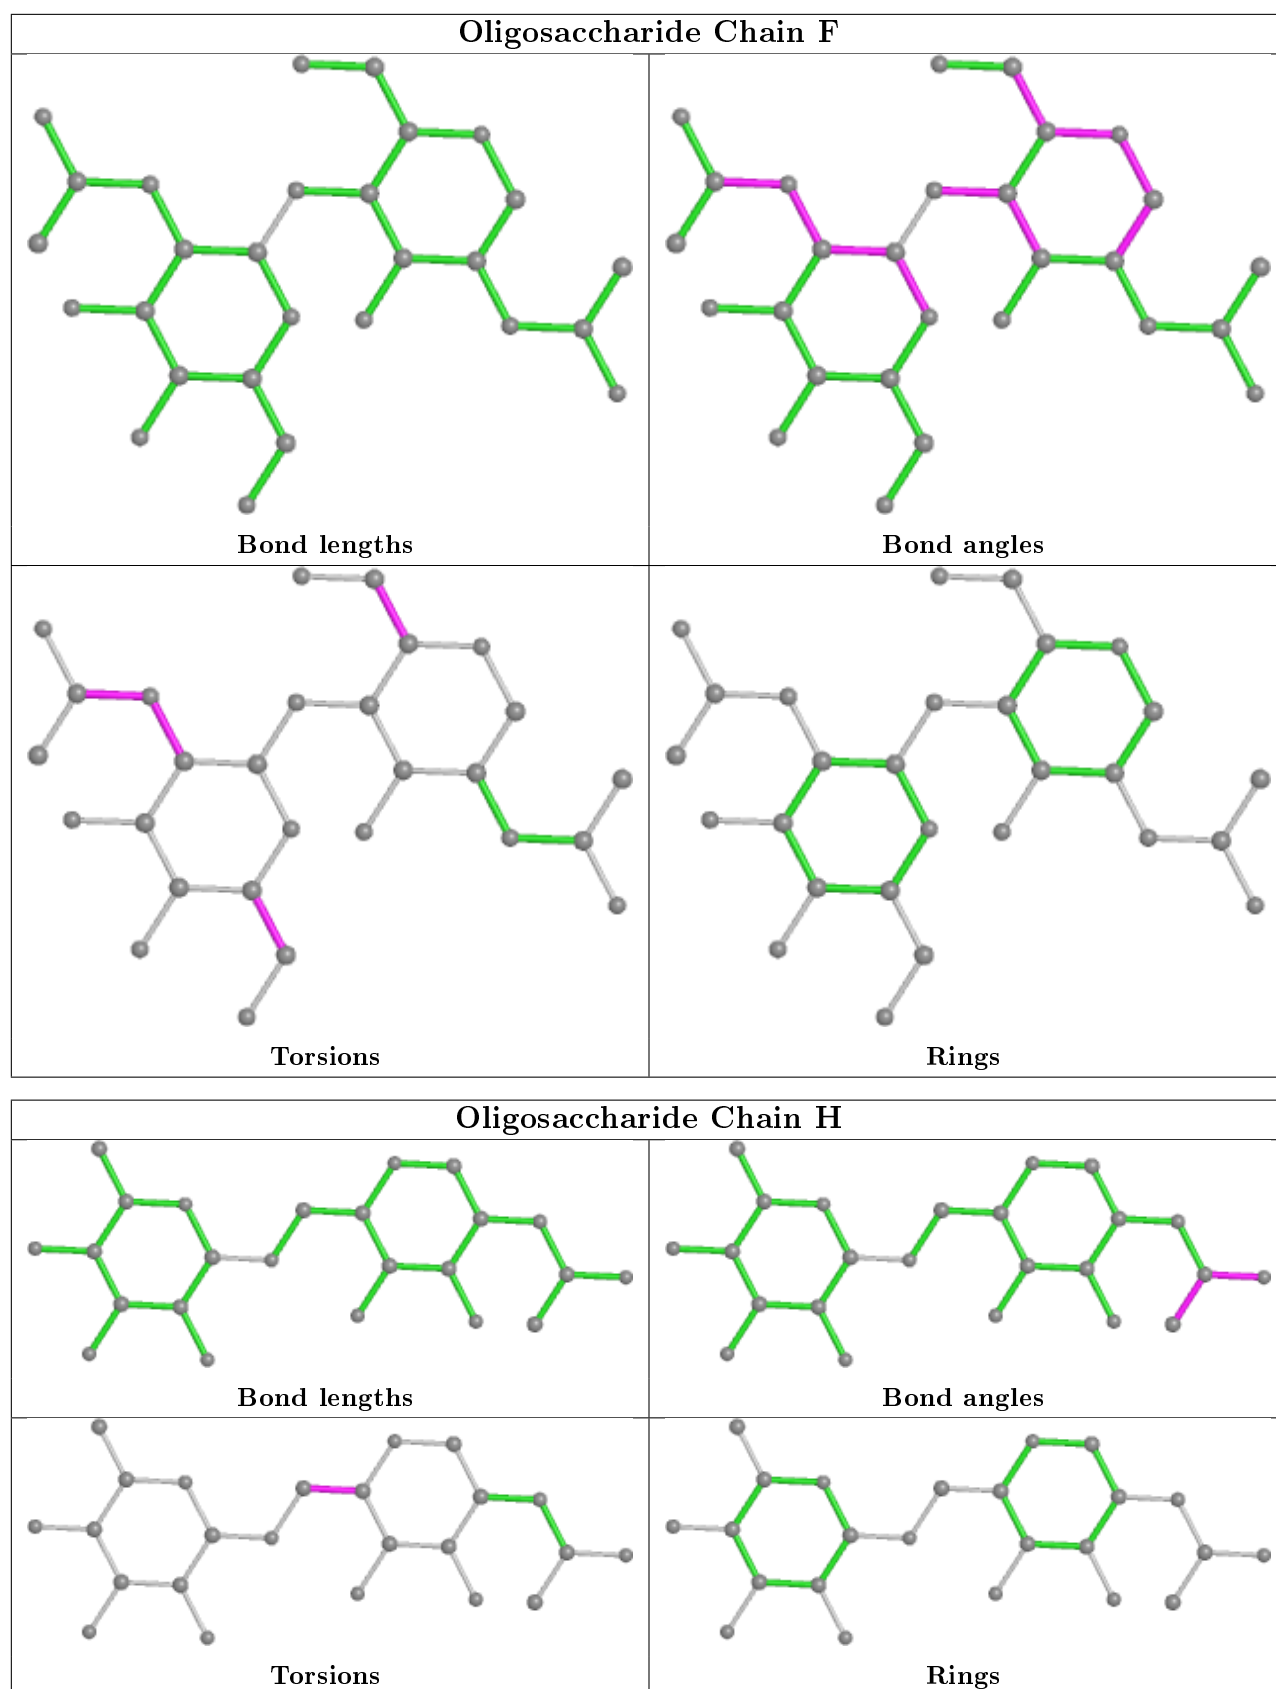 Oligosaccharide Chain F
Bond lengths
Bond angles
Torsions
Rings
Oligosaccharide Chain H
Bond lengths
Bond angles
Torsions
Rings